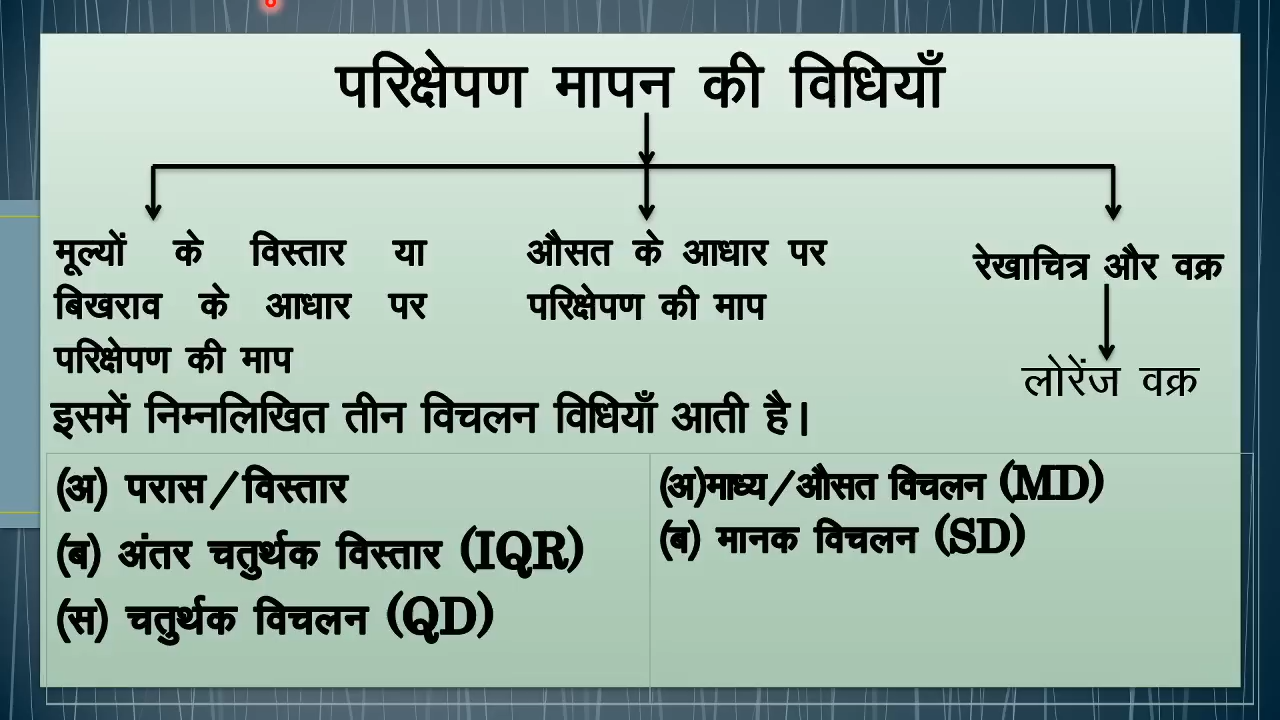 परिक्षेपण मापन की विधियाँ
मूल्यों के विस्तार या
बिखराव के आधार पर
परिक्षेपण की माप
औसत के आधार पर
परिक्षेपण की माप
रेखाचित्र और वक्र
लोरेंज वक्र
इसमें निम्नलिखित तीन विचलन विधियाँ आती है|
(अ) परास/विस्तार
(ब) अंतर चतुर्थक विस्तार (IQR)
(स) चतुर्थक विचलन (QD)
(अ)माध्य/औसत विचलन (MD)
(ब) मानक विचलन (SD)